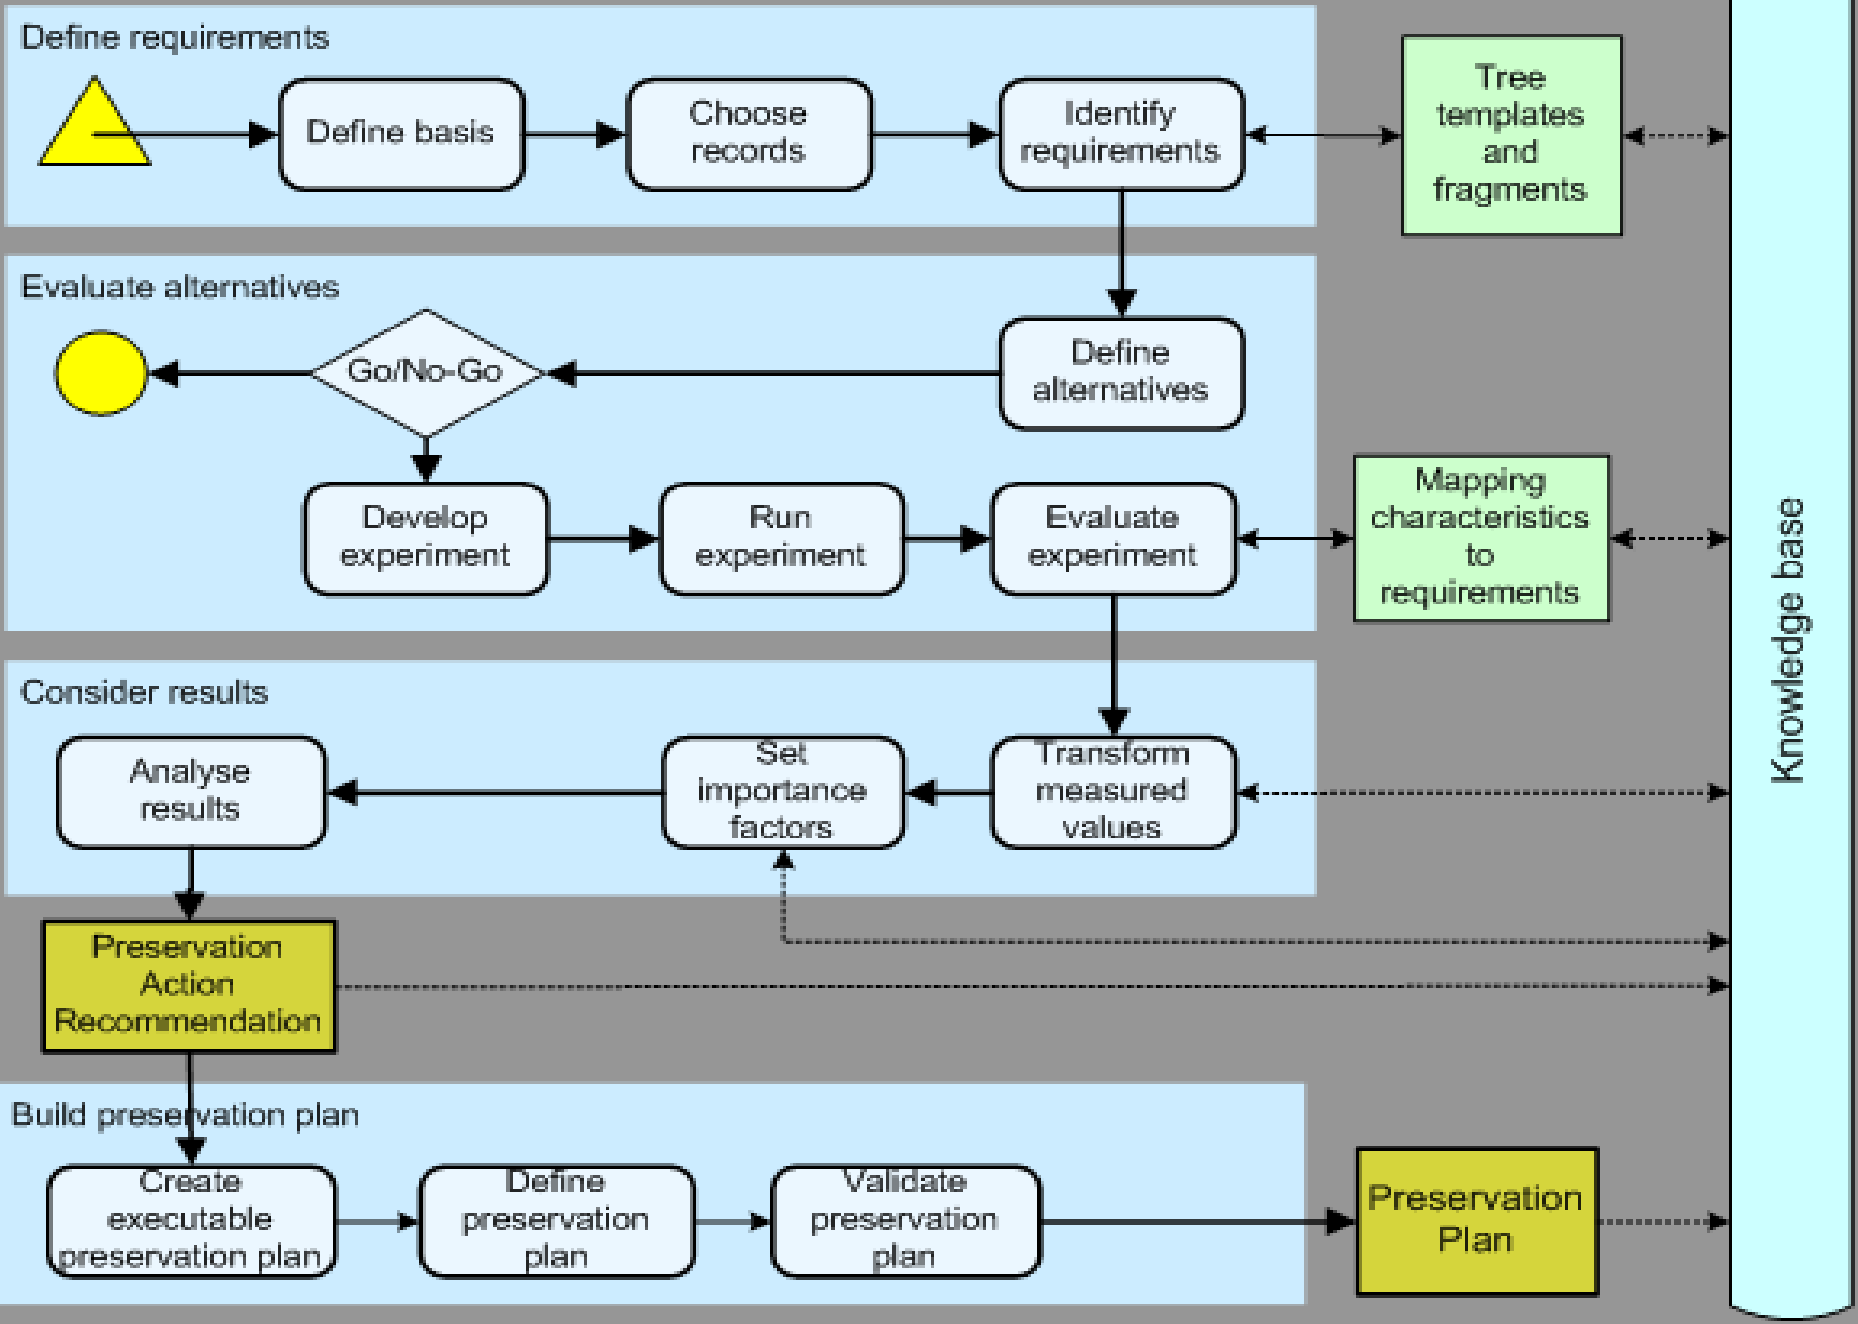 Define requirements
Define basis
Choose
records
Identify
requirements
Tree
templates
and
fragments
Evaluate alternatives
Go/No-Go
Define
alternatives
Develop
experiment
Run
experiment
Evaluate
experiment
Mapping
characteristics
to
requirements
Knowledge base
Consider results
Analyse
results
Set
importance
factors
Transform
measured
values
Preservation
Action
Recommendation
Build preservation plan
Create
executable
preservation plan
Define
preservation
plan
Validate
preservation
plan
Preservation
Plan